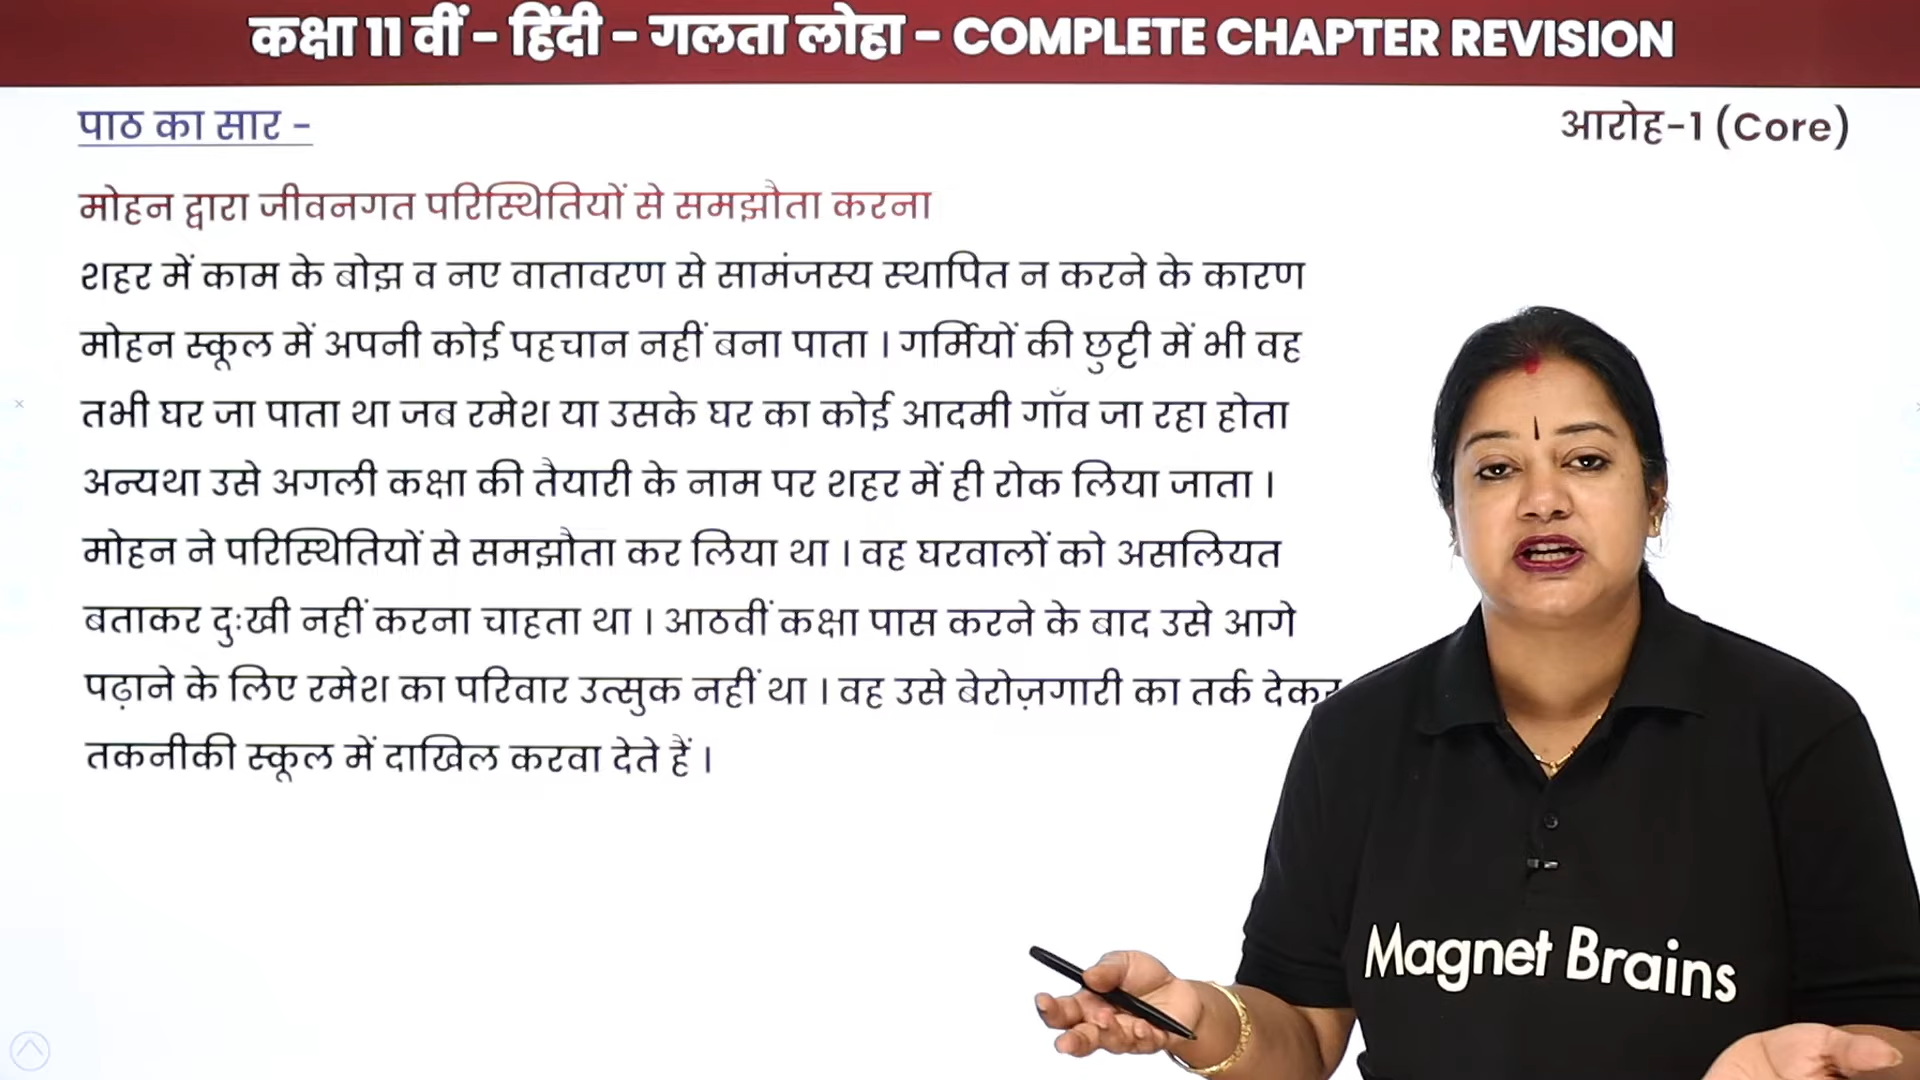 कक्षा 11 वीं - हिंदी - गलता लोहा - COMPLETE CHAPTER REVISION
पाठ का सार -
आरोह-1 (Core)
मोहन द्वारा जीवनगत परिस्थितियों से समझौता करना
शहर में काम के बोझ व नए वातावरण से सामंजस्य स्थापित न करने के कारण
मोहन स्कूल में अपनी कोई पहचान नहीं बना पाता । गर्मियों की छुट्टी में भी वह
तभी घर जा पाता था जब रमेश या उसके घर का कोई आदमी गाँव जा रहा होता
अन्यथा उसे अगली कक्षा की तैयारी के नाम पर शहर में ही रोक लिया जाता ।
मोहन ने परिस्थितियों से समझौता कर लिया था । वह घरवालों को असलियत
बताकर दुःखी नहीं करना चाहता था । आठवीं कक्षा पास करने के बाद उसे आगे
पढ़ाने के लिए रमेश का परिवार उत्सुक नहीं था । वह उसे बेरोज़गारी का तर्क देकर
तकनीकी स्कूल में दाखिल करवा देते हैं ।
Magnet Brains